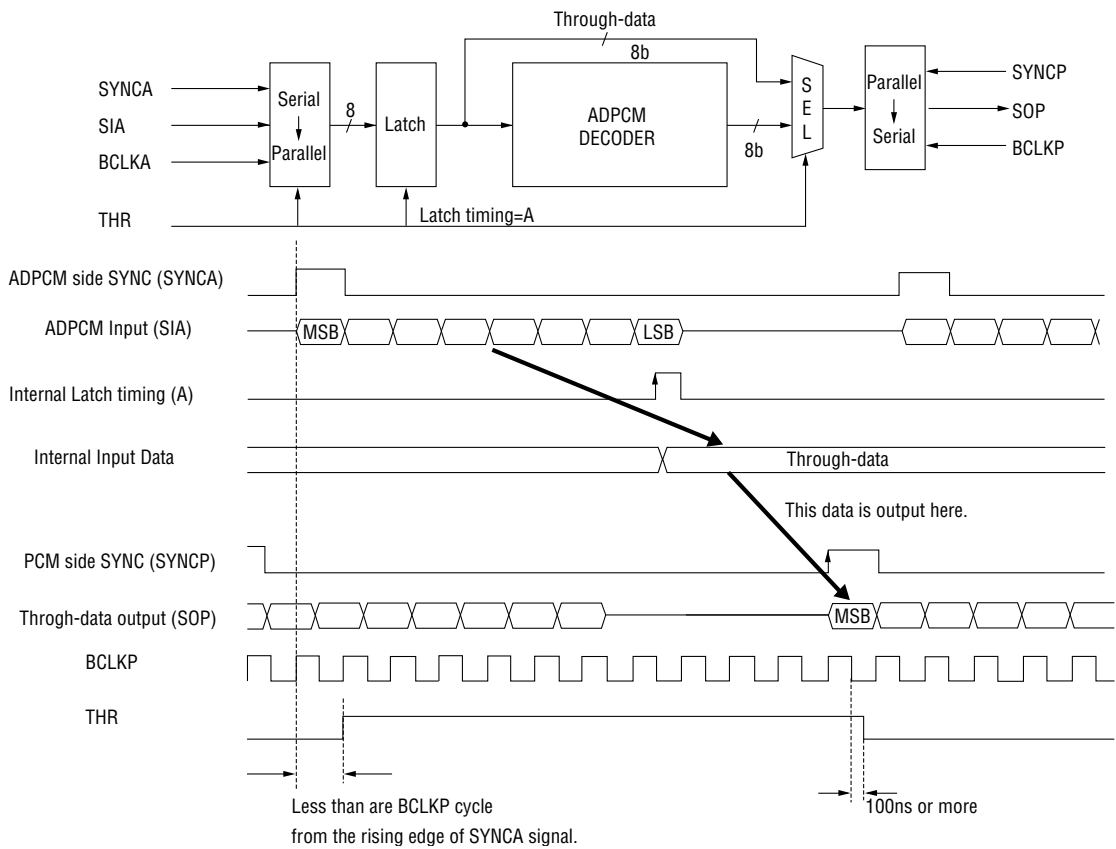 Through-data
8b
SYNCA
SIA
BCLKA
THR
Serial
Parallel
8
Latch
ADPCM
DECODER
8b
S
E
L
Parallel
Serial
SYNCP
SOP
BCLKP
Latch timing=A
ADPCM side SYNC (SYNCA)
ADPCM Input (SIA)
MSB
LSB
Internal Latch timing (A)
Internal Input Data
Through-data
This data is output here.
PCM side SYNC (SYNCP)
Throgh-data output (SOP)
MSB
BCLKP
THR
Less than are BCLKP cycle
from the rising edge of SYNCA signal.
100ns or more